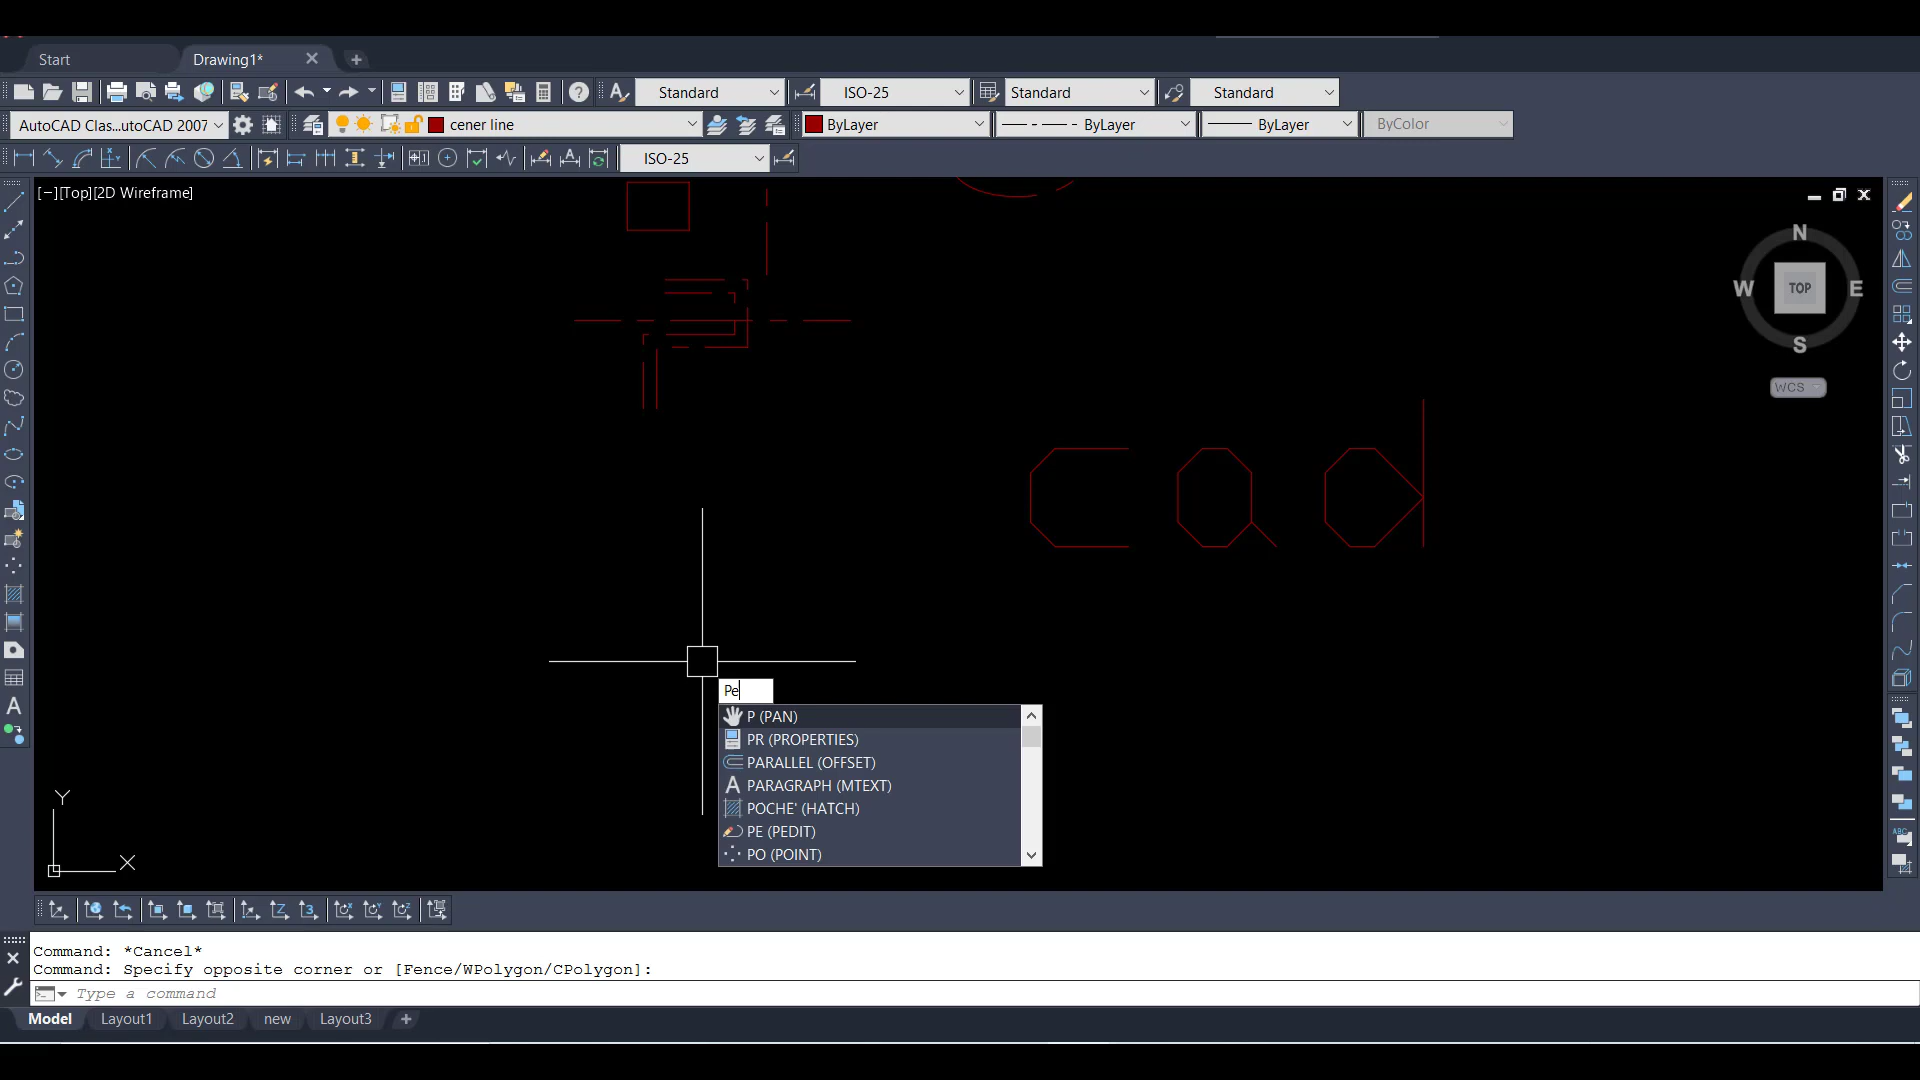 Start
Drawing1*
Standard
ISO-25
Standard
Standard
AutoCAD Clas...utoCAD 2007
cener line
ByLayer
ByLayer
ByLayer
ByColor
ISO-25
[−][Top][2D Wireframe]
N
W
TOP
E
S
WCS
cad
Pe
P (PAN)
PR (PROPERTIES)
PARALLEL (OFFSET)
PARAGRAPH (MTEXT)
POCHE' (HATCH)
PE (PEDIT)
PO (POINT)
Y
X
Command: *Cancel*
Command: Specify opposite corner or [Fence/WPolygon/CPolygon]:
Type a command
Model
Layout1
Layout2
new
Layout3